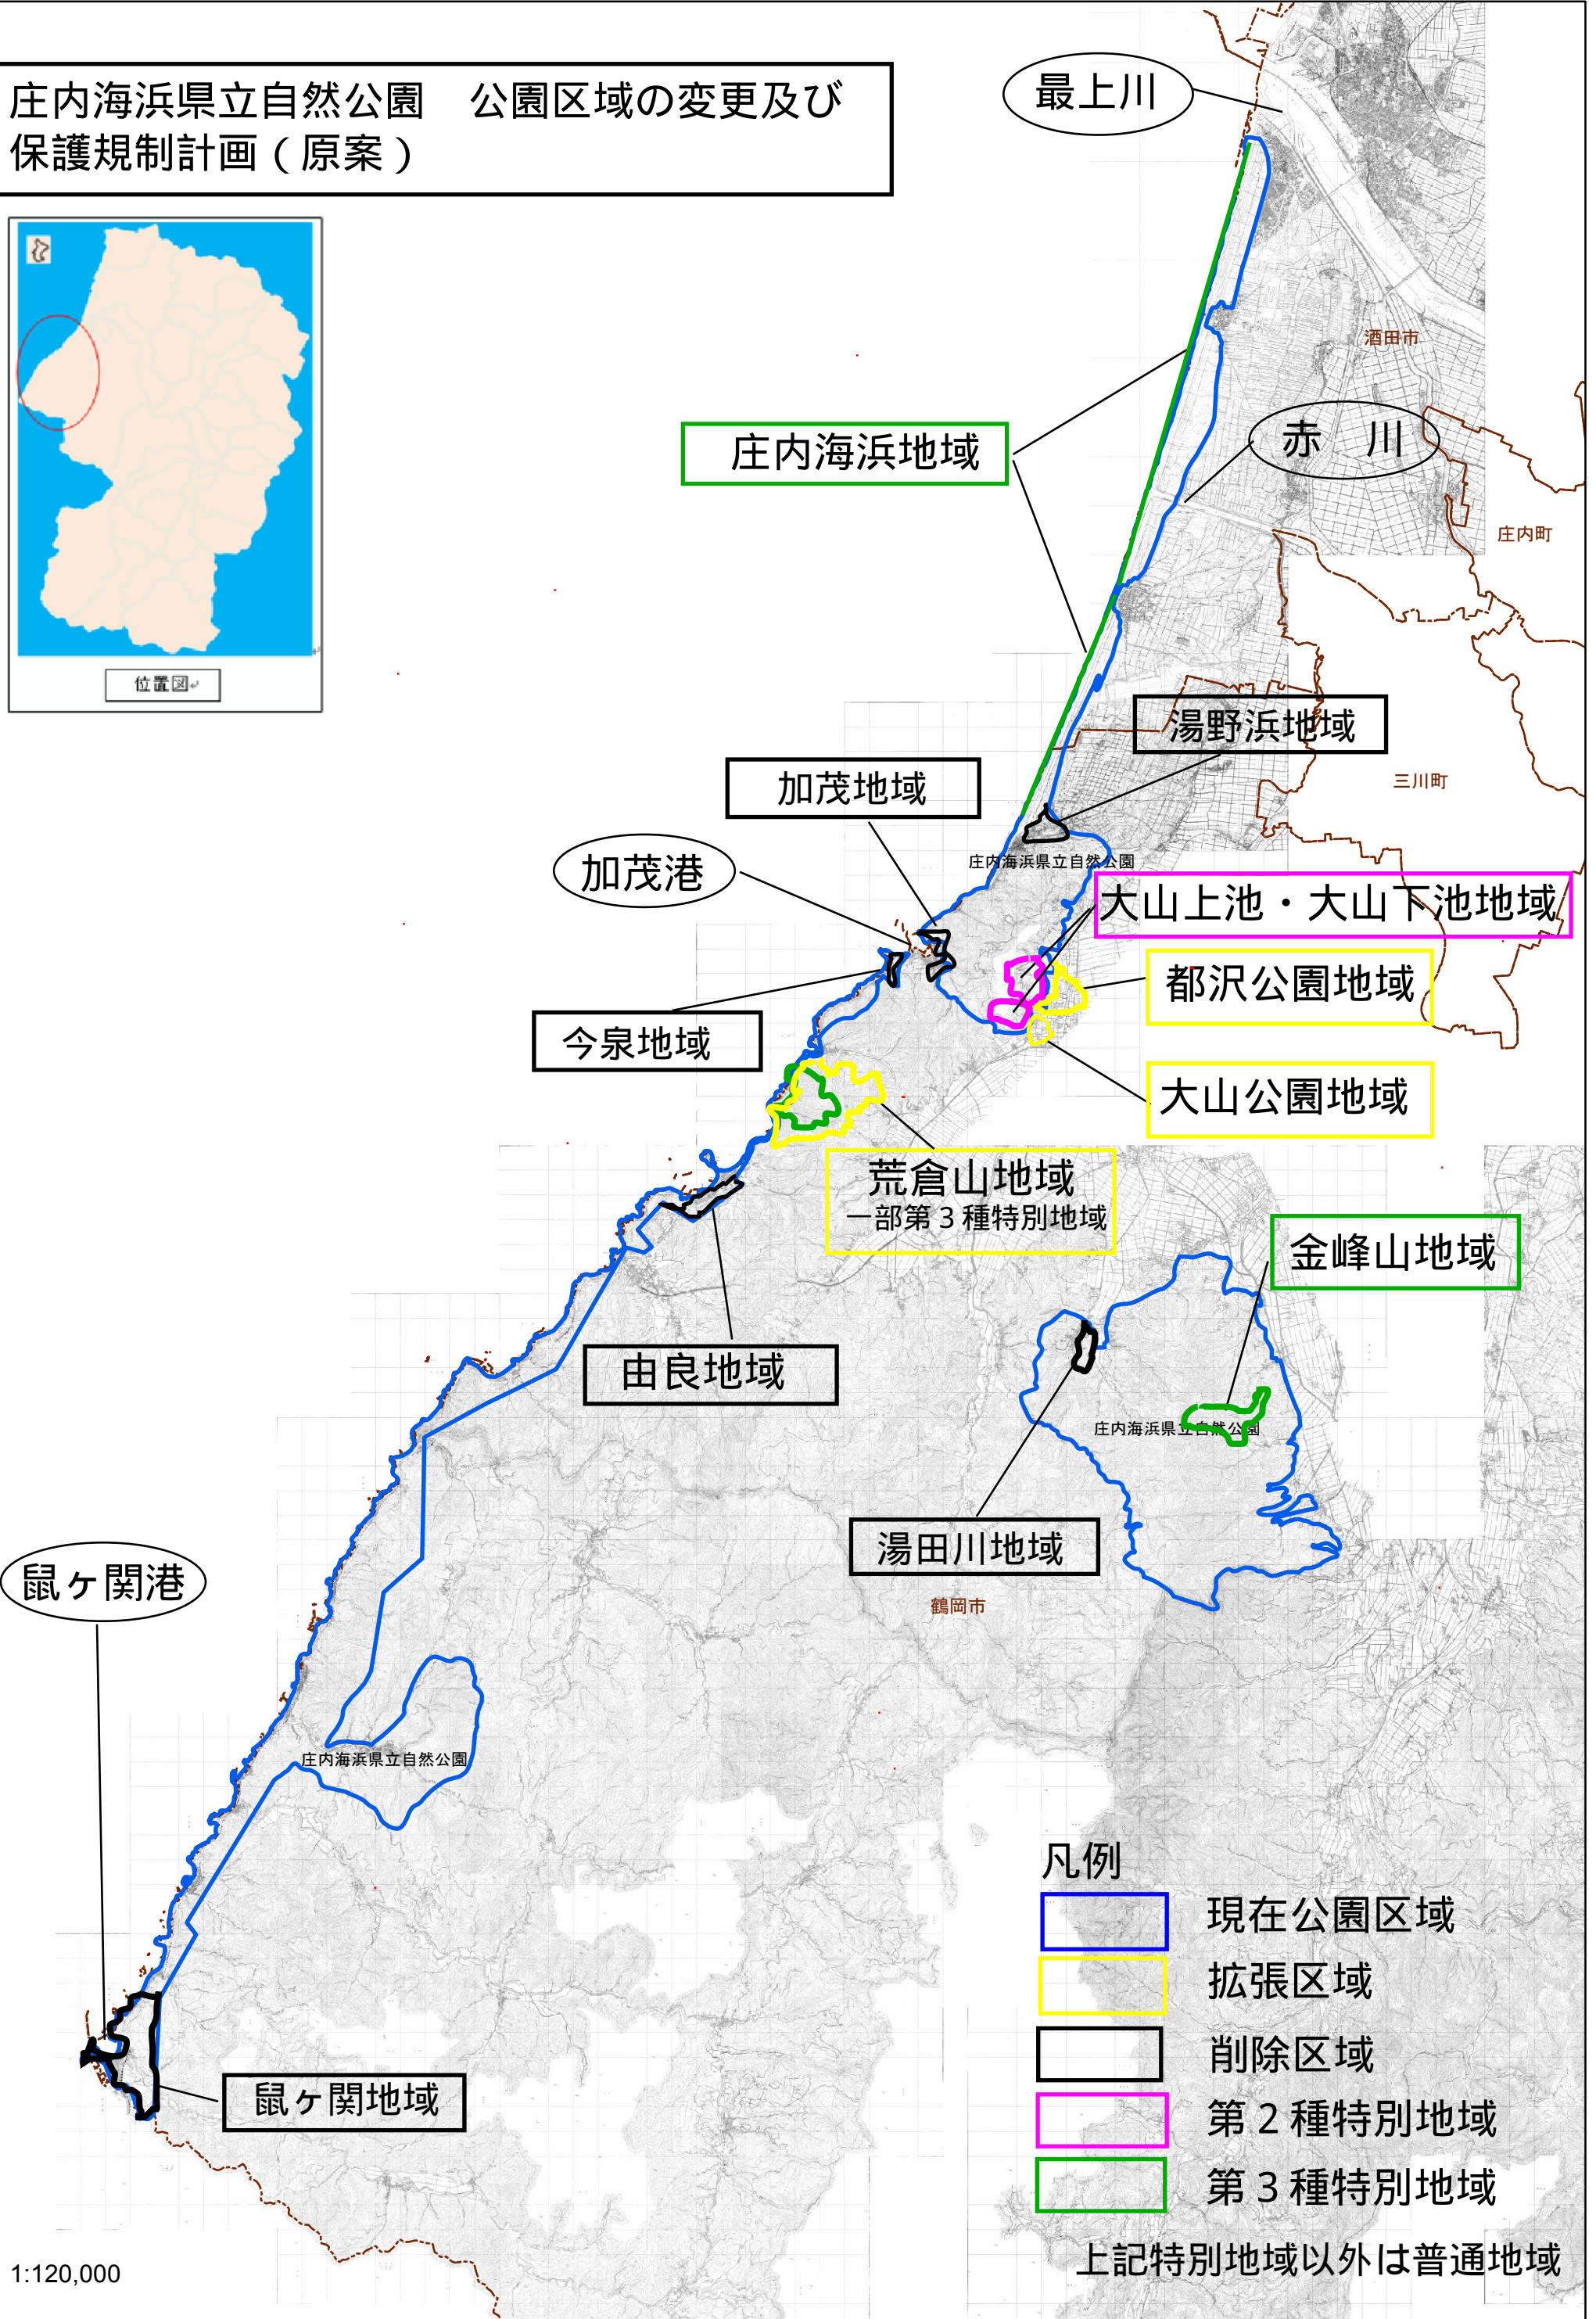 庄内海浜県立自然公園　公園区域の変更及び
保護規制計画（原案）
位置図
最上川
酒田市
庄内海浜地域
赤　川
庄内町
湯野浜地域
加茂地域
三川町
加茂港
庄内海浜県立自然公園
大山上池・大山下池地域
都沢公園地域
今泉地域
大山公園地域
荒倉山地域
一部第３種特別地域
金峰山地域
由良地域
庄内海浜県立自然公園
湯田川地域
鼠ヶ関港
鶴岡市
庄内海浜県立自然公園
鼠ヶ関地域
凡例
現在公園区域
拡張区域
削除区域
第２種特別地域
第３種特別地域
上記特別地域以外は普通地域
1:120,000